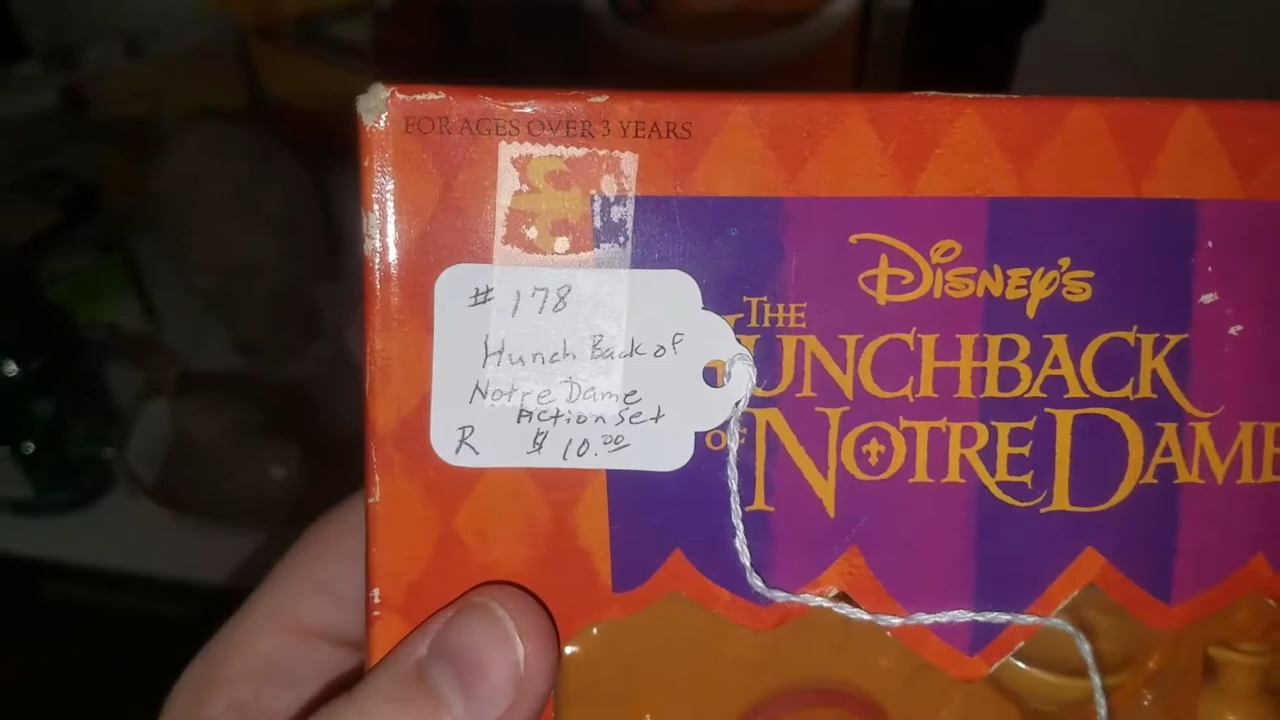 FOR AGES OVER 3 YEARS
# 178
Hunch Back of
Notre Dame
Action Set
R $ 10.00
DISNEY'S
THE
HUNCHBACK
OF NOTRE DAME